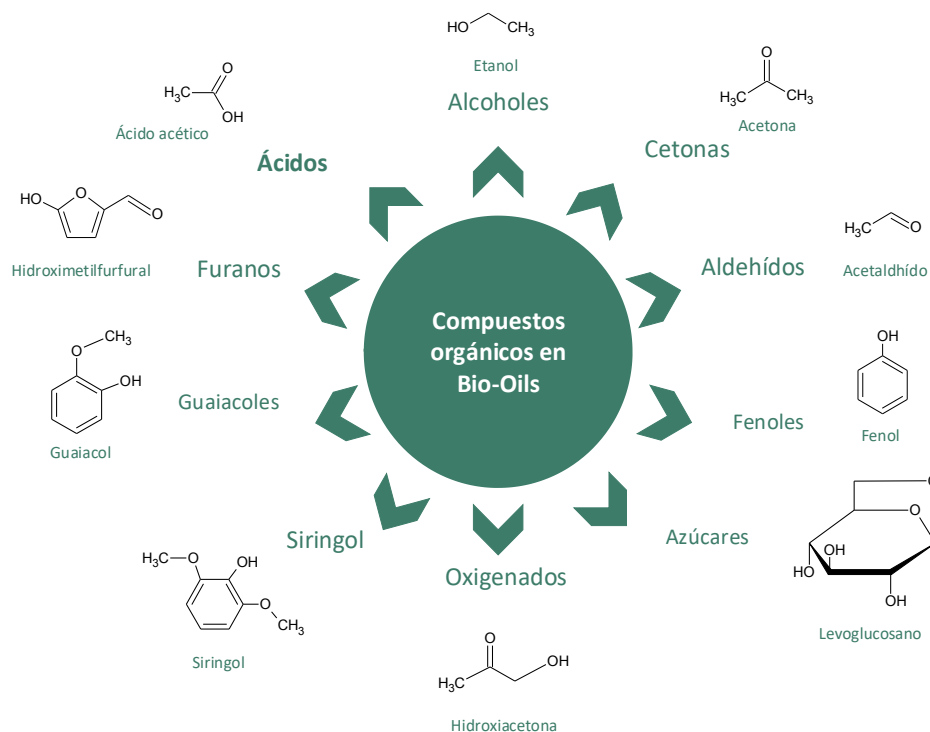 HO
CH3
Etanol
Alcoholes
O
H3C
OH
Ácido acético
Ácidos
O
H3C
CH3
Acetona
Cetonas
HO
O
O
Hidroximetilfurfural
Furanos
H3C
O
Acetaldhído
Aldehídos
Compuestos
orgánicos en
Bio-Oils
CH3
O
OH
Guaiacol
Guaiacoles
OH
Fenol
Fenoles
H3C
O
OH
O
CH3
Siringol
Siringol
Oxigenados
O
H3C
OH
Hidroxiacetona
Azúcares
O
HO
OH
OH
Levoglucosano